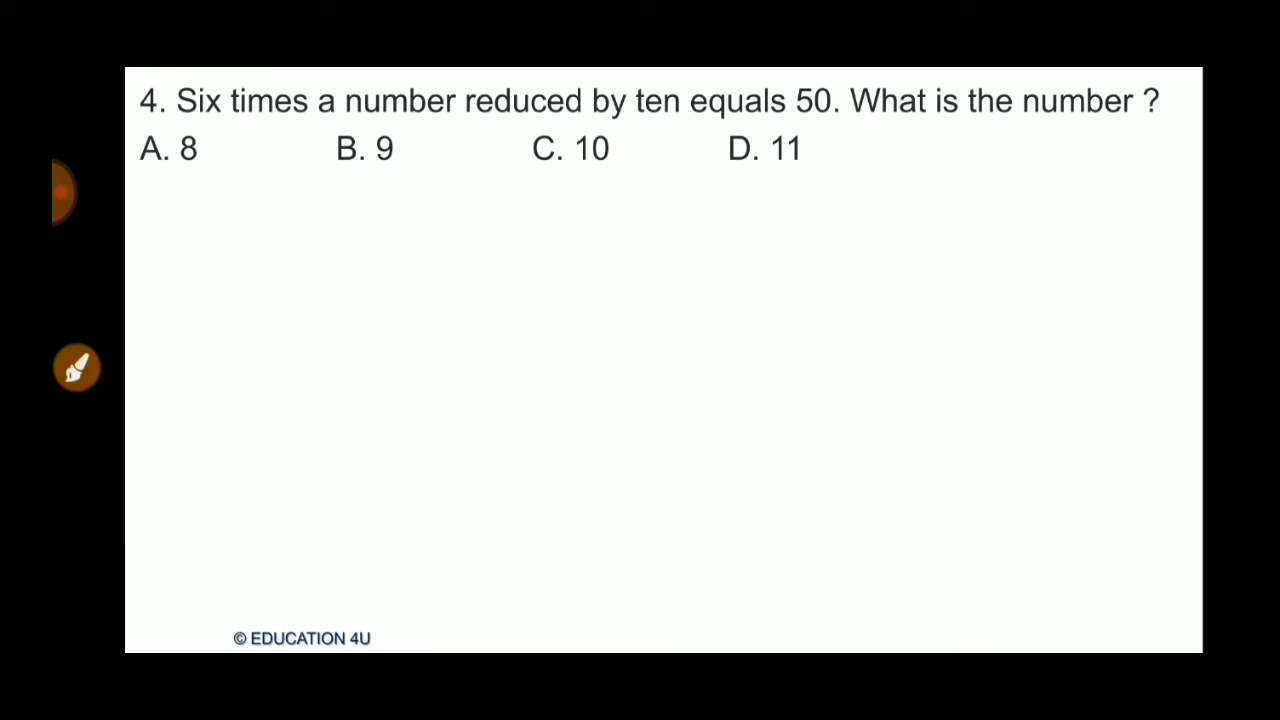 4. Six times a number reduced by ten equals 50. What is the number ?
A. 8 B. 9 C. 10 D. 11
© EDUCATION 4U